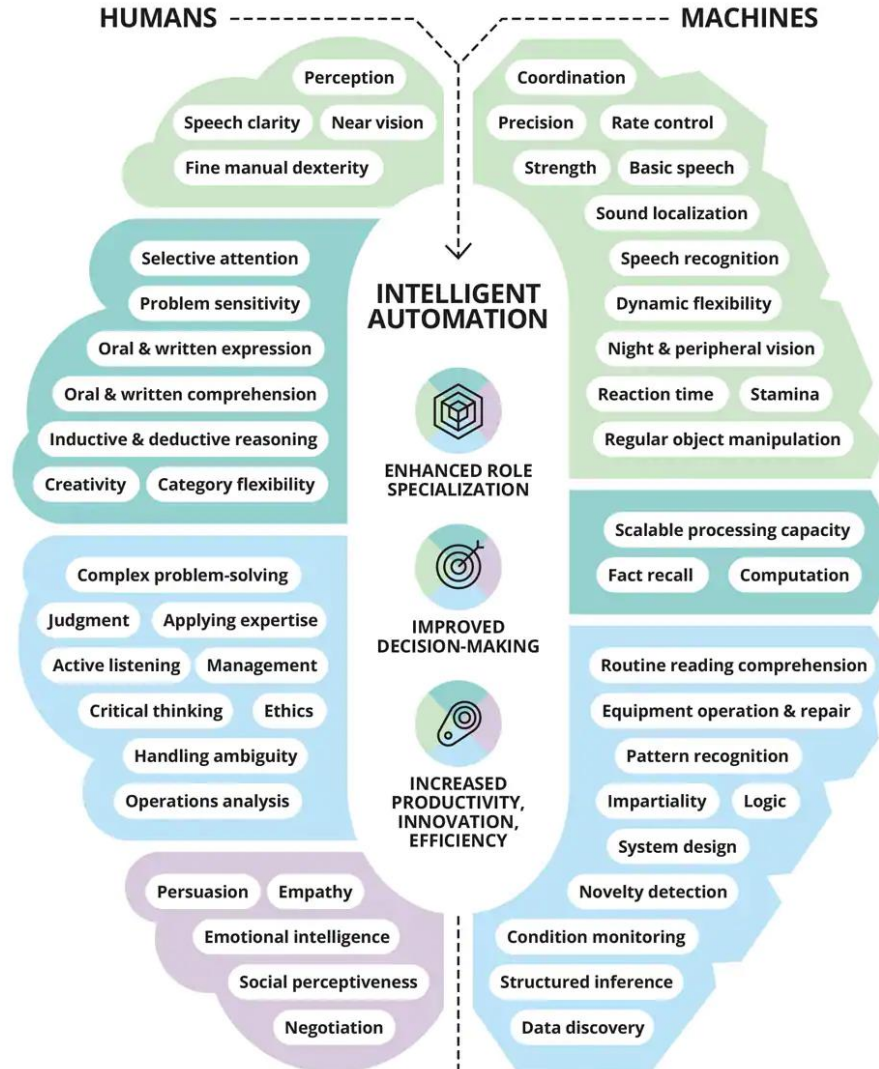 HUMANS
MACHINES
Perception
Speech clarity
Near vision
Fine manual dexterity
Selective attention
Problem sensitivity
Oral & written expression
Oral & written comprehension
Inductive & deductive reasoning
Creativity
Category flexibility
Complex problem-solving
Judgment
Applying expertise
Active listening
Management
Critical thinking
Ethics
Handling ambiguity
Operations analysis
Persuasion
Empathy
Emotional intelligence
Social perceptiveness
Negotiation
INTELLIGENT
AUTOMATION
ENHANCED ROLE
SPECIALIZATION
IMPROVED
DECISION-MAKING
INCREASED
PRODUCTIVITY,
INNOVATION,
EFFICIENCY
Coordination
Precision
Rate control
Strength
Basic speech
Sound localization
Speech recognition
Dynamic flexibility
Night & peripheral vision
Reaction time
Stamina
Regular object manipulation
Scalable processing capacity
Fact recall
Computation
Routine reading comprehension
Equipment operation & repair
Pattern recognition
Impartiality
Logic
System design
Novelty detection
Condition monitoring
Structured inference
Data discovery